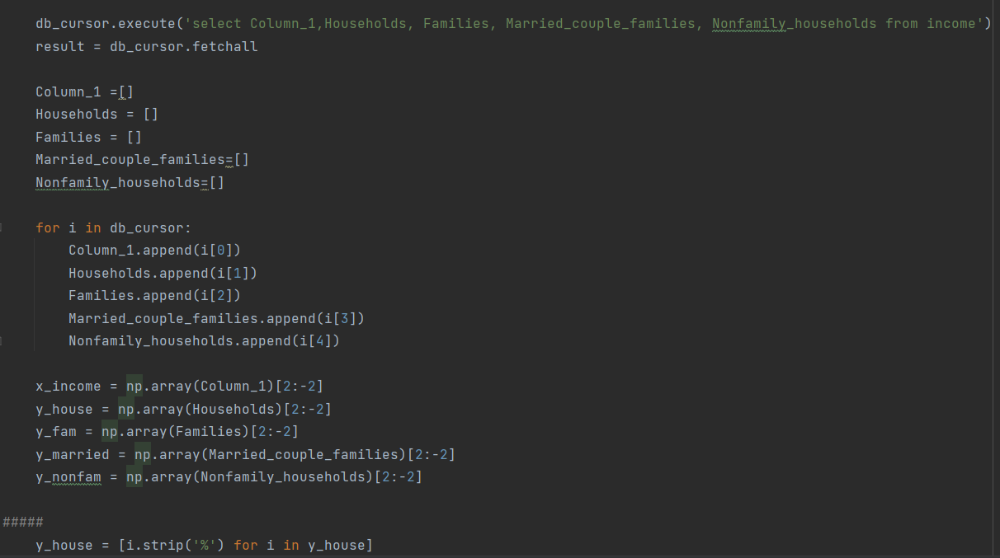 db_cursor.execute('select Column_1,Households, Families, Married_couple_families, Nonfamily_households from income')
result = db_cursor.fetchall
Column_1 =[]
Households = []
Families = []
Married_couple_families=[]
Nonfamily_households=[]
for i in db_cursor:
Column_1.append(i[0])
Households.append(i[1])
Families.append(i[2])
Married_couple_families.append(i[3])
Nonfamily_households.append(i[4])
x_income = np.array(Column_1)[2:-2]
y_house = np.array(Households)[2:-2]
y_fam = np.array(Families)[2:-2]
y_married = np.array(Married_couple_families)[2:-2]
y_nonfam = np.array(Nonfamily_households)[2:-2]
#####
y_house = [i.strip('%') for i in y_house]